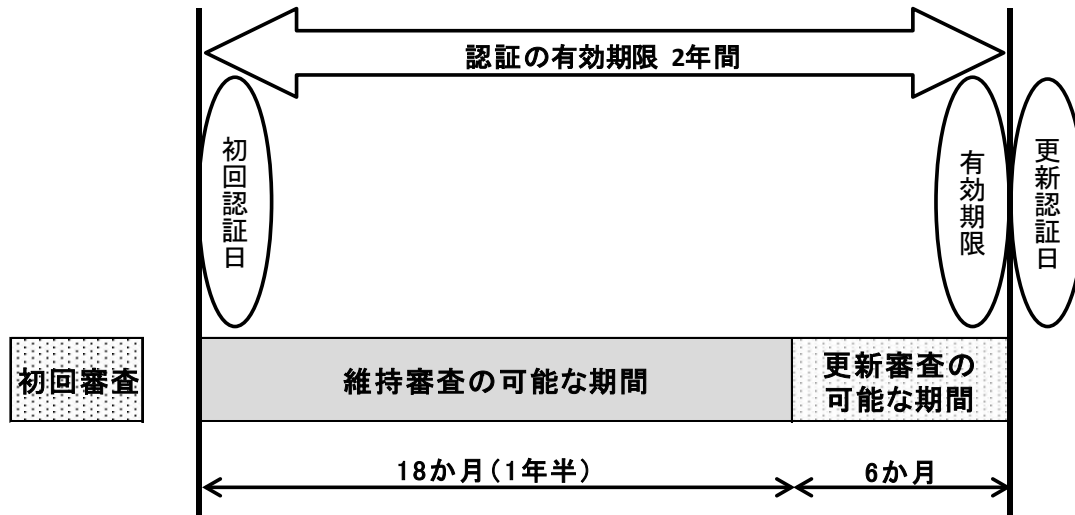 認証の有効期限 2年間
初回認証日
有効期限
更新認証日
初回審査
維持審査の可能な期間
更新審査の
可能な期間
18か月(1年半)
6か月